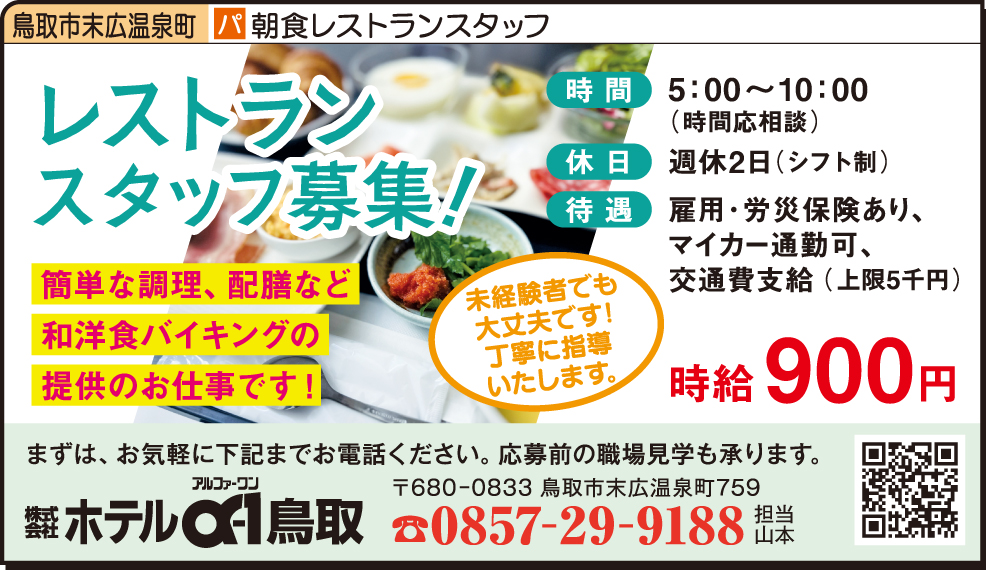 鳥取市末広温泉町 パ 朝食レストランスタッフ
レストラン
スタッフ募集!
簡単な調理、配膳など
和洋食バイキングの
提供のお仕事です!
未経験者でも
大丈夫です!
丁寧に指導
いたします。
時間 5:00〜10:00
(時間応相談)
休日 週休2日(シフト制)
待遇 雇用・労災保険あり、
マイカー通勤可、
交通費支給(上限5千円)
時給900円
まずは、お気軽に下記までお電話ください。応募前の職場見学も承ります。
アルファーワン
株式会社 ホテルα-1鳥取
〒680-0833 鳥取市末広温泉町759
☎0857-29-9188 担当
山本